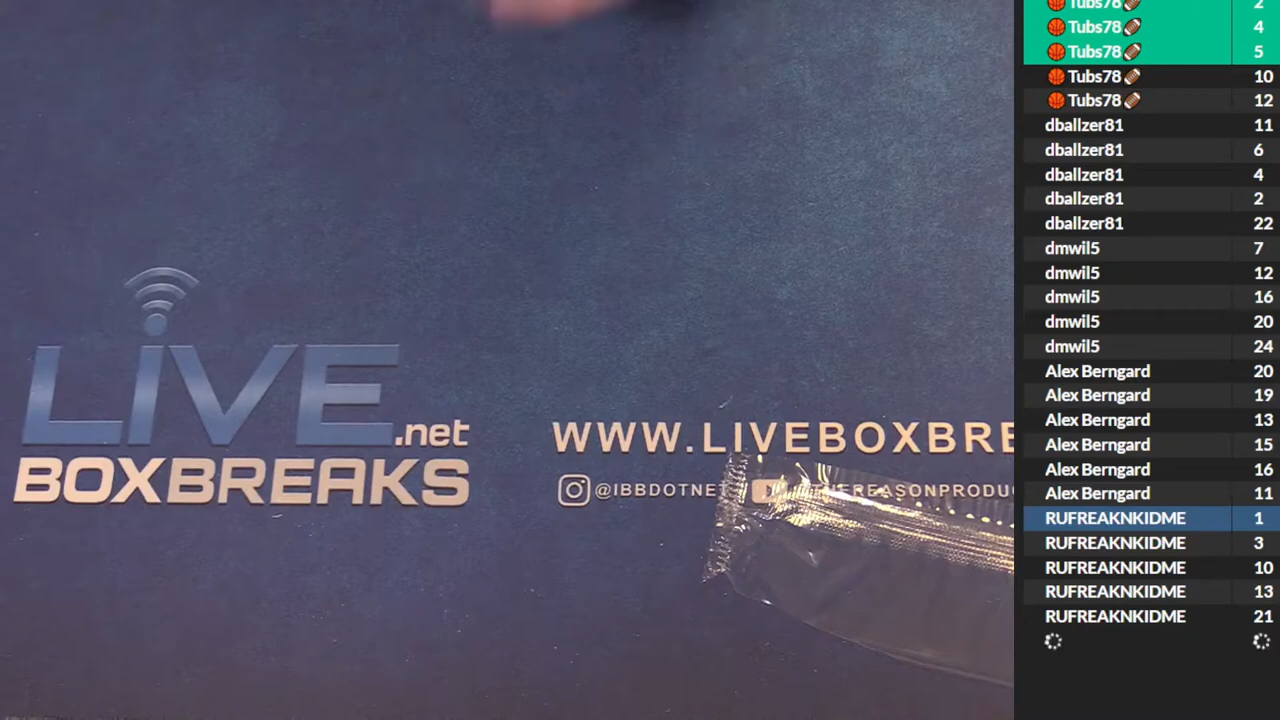 🏀 Tubs78🏈 2
🏀 Tubs78🏈 4
🏀 Tubs78🏈 5
🏀 Tubs78🏈 10
🏀 Tubs78🏈 12
dballzer81 11
dballzer81 6
dballzer81 4
dballzer81 2
dballzer81 22
dmwil5 7
dmwil5 12
dmwil5 16
dmwil5 20
dmwil5 24
Alex Berngard 20
Alex Berngard 19
Alex Berngard 13
Alex Berngard 15
Alex Berngard 16
Alex Berngard 11
RUFREAKNKIDME 1
RUFREAKNKIDME 3
RUFREAKNKIDME 10
RUFREAKNKIDME 13
RUFREAKNKIDME 21
LiVE.net
BOXBREAKS
WWW.LIVEBOXBRE
@IBBDOTNET